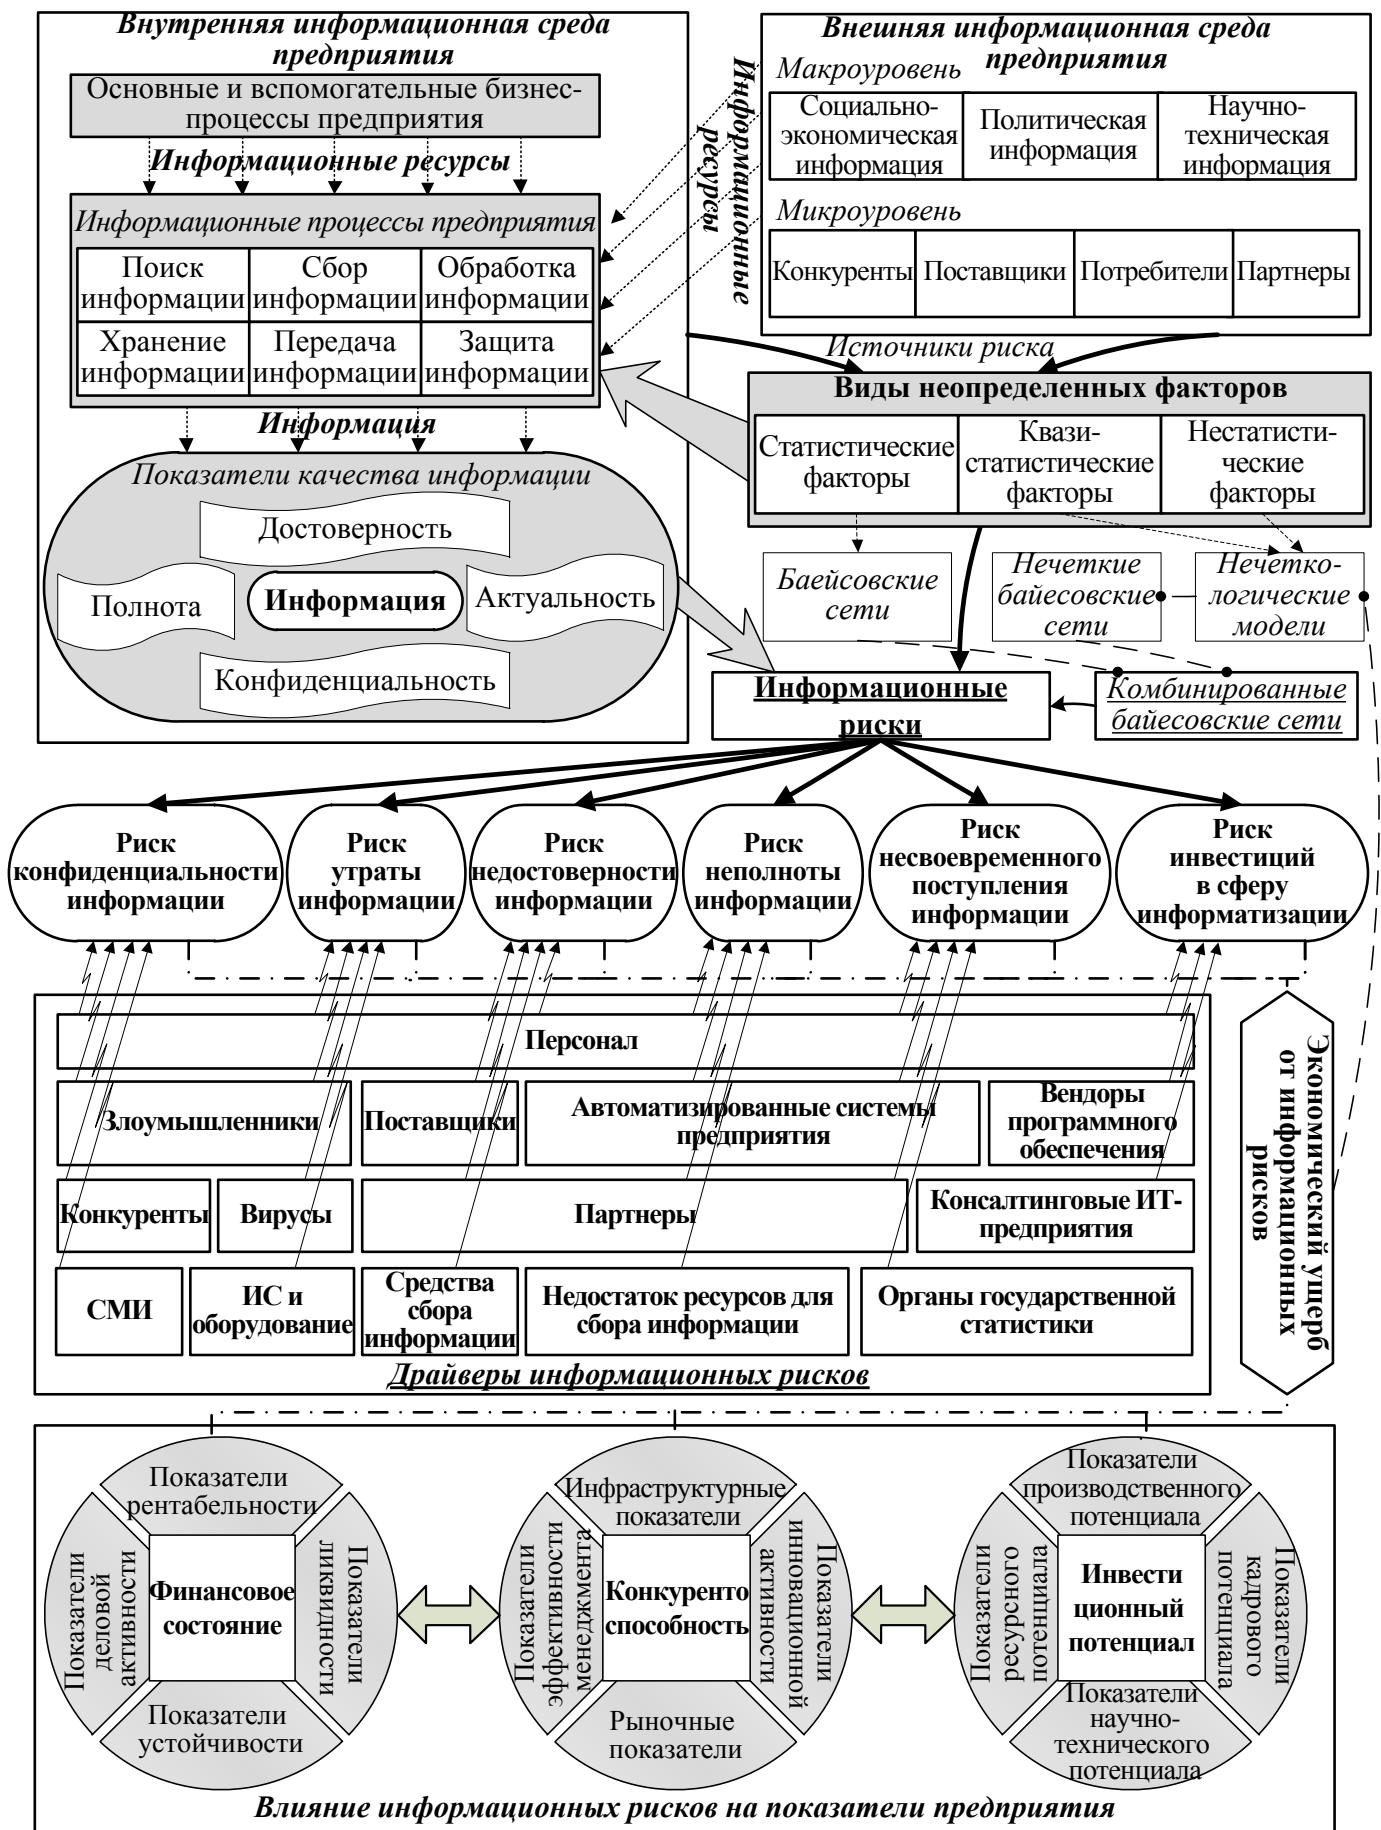 Внутренняя информационная среда
предприятия
Основные и вспомогательные бизнес-
процессы предприятия
Информационные ресурсы
Информационные процессы предприятия
Поиск
информации
Сбор
информации
Обработка
информации
Хранение
информации
Передача
информации
Защита
информации
Информация
Показатели качества информации
Достоверность
Полнота
Информация
Актуальность
Конфиденциальность
Информационные
ресурсы
Внешняя информационная среда
предприятия
Макроуровень
Социально-
экономическая
информация
Политическая
информация
Научно-
техническая
информация
Микроуровень
Конкуренты
Поставщики
Потребители
Партнеры
Источники риска
Виды неопределенных факторов
Статистические
факторы
Квази-
статистические
факторы
Нестатисти-
ческие
факторы
Баейсовские
сети
Нечеткие
байесовские
сети
Нечетко-
логические
модели
Информационные
риски
Комбинированные
байесовские сети
Риск
конфиденциальности
информации
Риск
утраты
информации
Риск
недостоверности
информации
Риск
неполноты
информации
Риск
несвоевременного
поступления
информации
Риск
инвестиций
в сферу
информатизации
Персонал
Злоумышленники
Поставщики
Автоматизированные системы
предприятия
Вендоры
программного
обеспечения
Конкуренты
Вирусы
Партнеры
Консалтинговые ИТ-
предприятия
СМИ
ИС и
оборудование
Средства
сбора
информации
Недостаток ресурсов для
сбора информации
Органы государственной
статистики
Драйверы информационных рисков
Экономический ущерб
от информационных
рисков
Показатели
рентабельности
Показатели
деловой
активности
Финансовое
состояние
Показатели
ликвидности
Показатели
устойчивости
Инфраструктурные
показатели
Показатели
эффективности
менеджмента
Конкуренто
способность
Показатели
инновационной
активности
Рыночные
показатели
Показатели
производственного
потенциала
Показатели
ресурсного
потенциала
Инвести
ционный
потенциал
Показатели
кадрового
потенциала
Показатели
научно-
технического
потенциала
Влияние информационных рисков на показатели предприятия